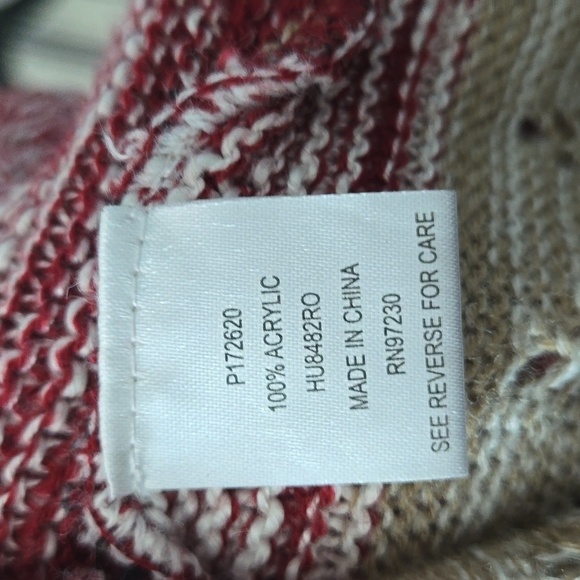 P172620
100% ACRYLIC
HU8482RO
MADE IN CHINA
RN97230
SEE REVERSE FOR CARE